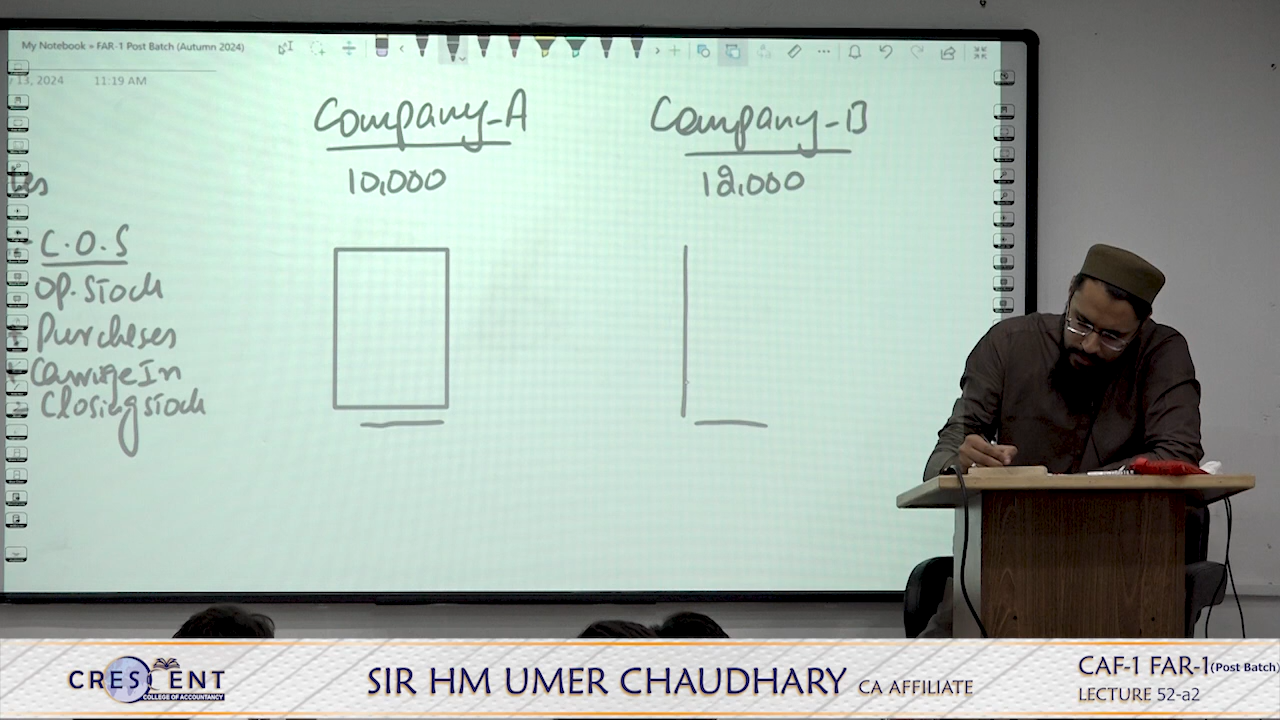 My Notebook » FAR-1 Post Batch (Autumn 2024)
13, 2024 11:19 AM
Company-A Company-B
10,000 12,000
C.O.S
Op. Stock
Purchases
Carriage In
Closing stock
CRESCENT
COLLEGE OF ACCOUNTANCY
SIR HM UMER CHAUDHARY CA AFFILIATE
CAF-1 FAR-1 (Post Batch)
LECTURE 52-a2